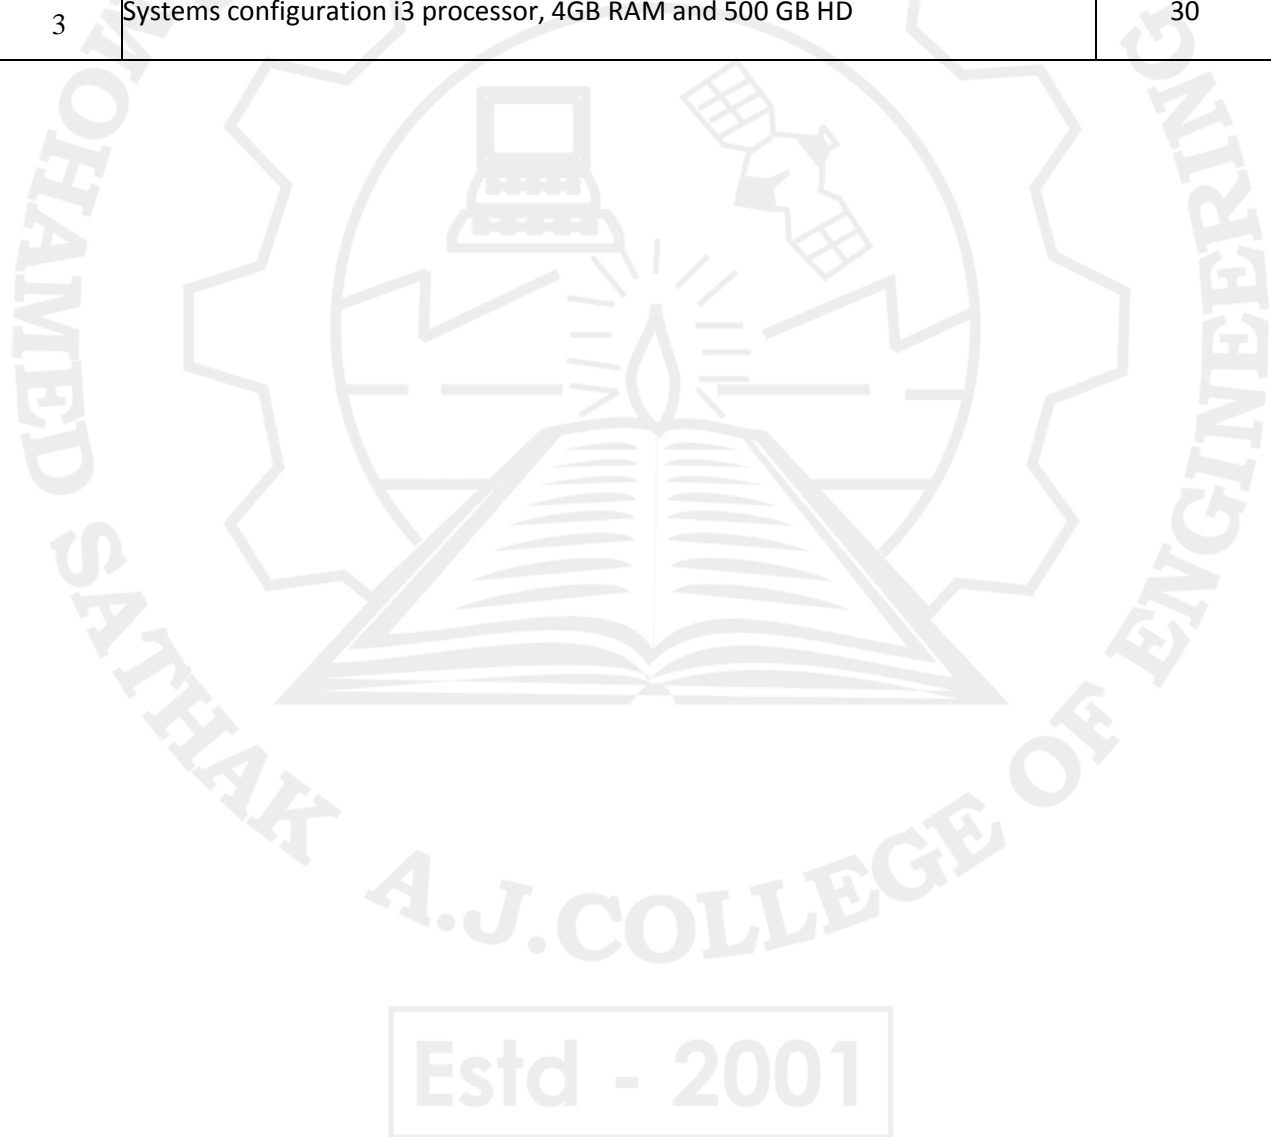 3 Systems configuration i3 processor, 4GB RAM and 500 GB HD 30
MOHAMED SATHAK A.J.COLLEGE OF ENGINEERING
Estd - 2001